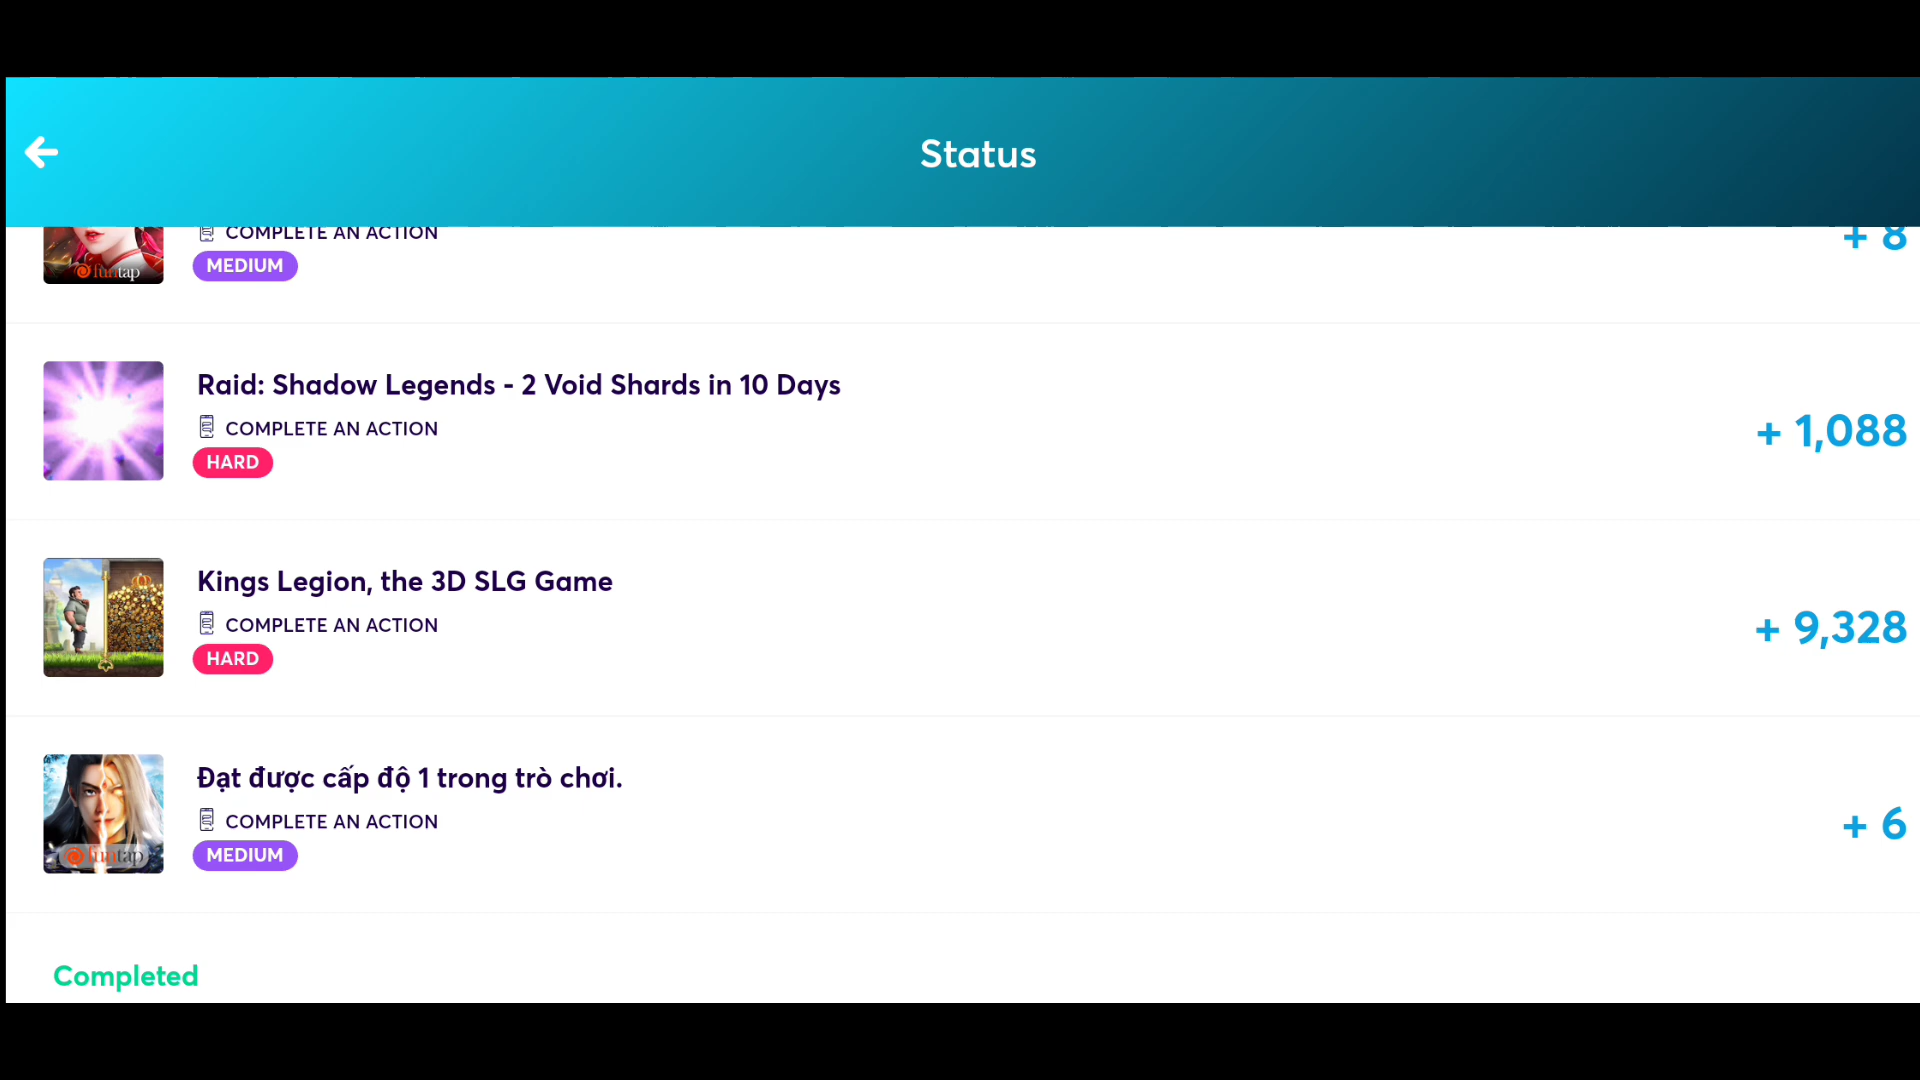 Status
COMPLETE AN ACTION
MEDIUM
+ 8
funtap
Raid: Shadow Legends - 2 Void Shards in 10 Days
COMPLETE AN ACTION
HARD
+ 1,088
Kings Legion, the 3D SLG Game
COMPLETE AN ACTION
HARD
+ 9,328
Đạt được cấp độ 1 trong trò chơi.
COMPLETE AN ACTION
MEDIUM
+ 6
funtap
Completed